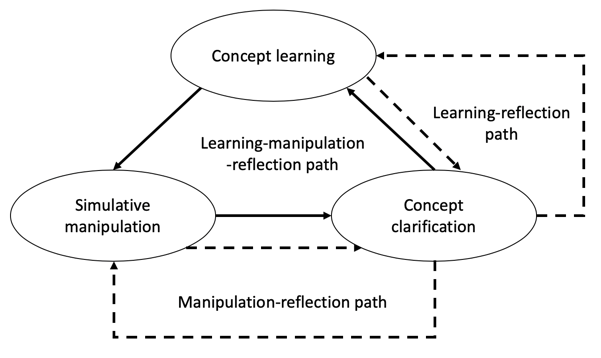 Concept learning
Learning-reflection
path
Learning-manipulation
-reflection path
Simulative
manipulation
Concept
clarification
Manipulation-reflection path